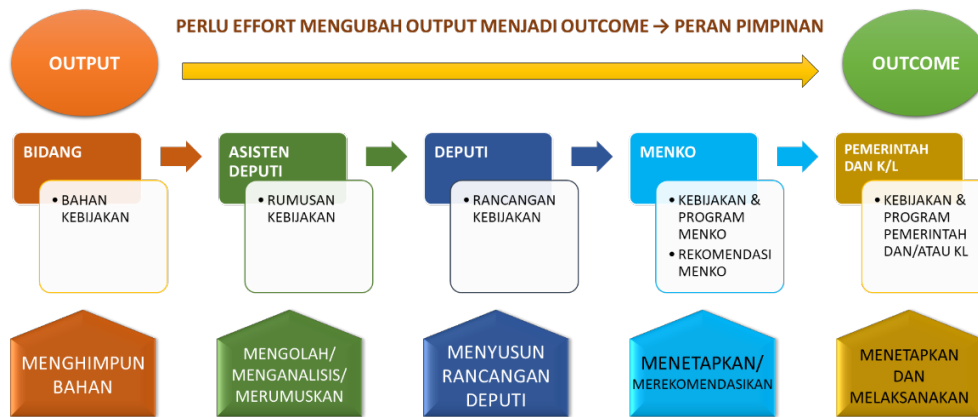 PERLU EFFORT MENGUBAH OUTPUT MENJADI OUTCOME → PERAN PIMPINAN
OUTPUT
OUTCOME
BIDANG
• BAHAN
KEBIJAKAN
ASISTEN
DEPUTI
• RUMUSAN
KEBIJAKAN
DEPUTI
• RANCANGAN
KEBIJAKAN
MENKO
• KEBIJAKAN &
PROGRAM
MENKO
• REKOMENDASI
MENKO
PEMERINTAH
DAN K/L
• KEBIJAKAN &
PROGRAM
PEMERINTAH
DAN/ATAU KL
MENGHIMPUN
BAHAN
MENGOLAH/
MENGANALISIS/
MERUMUSKAN
MENYUSUN
RANCANGAN
DEPUTI
MENETAPKAN/
MEREKOMENDASIKAN
MENETAPKAN
DAN
MELAKSANAKAN